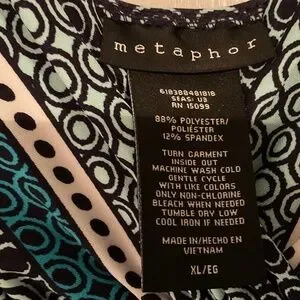 metaphor
618388481818
SEAS: U3
RN 15099
88% POLYESTER/
POLIÉSTER
12% SPANDEX
TURN GARMENT
INSIDE OUT
MACHINE WASH COLD
GENTLE CYCLE
WITH LIKE COLORS
ONLY NON-CHLORINE
BLEACH WHEN NEEDED
TUMBLE DRY LOW
COOL IRON IF NEEDED
MADE IN/HECHO EN
VIETNAM
XL/EG